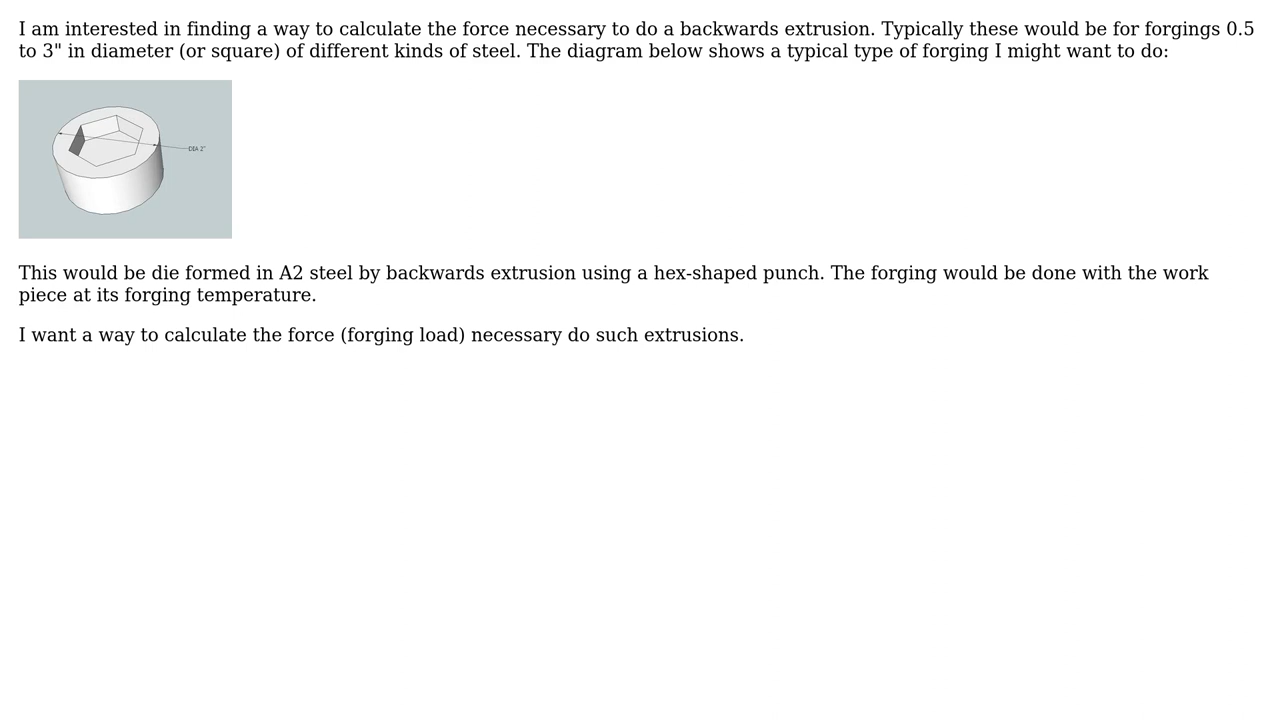 I am interested in finding a way to calculate the force necessary to do a backwards extrusion. Typically these would be for forgings 0.5
to 3" in diameter (or square) of different kinds of steel. The diagram below shows a typical type of forging I might want to do:
DIA 2"
This would be die formed in A2 steel by backwards extrusion using a hex-shaped punch. The forging would be done with the work
piece at its forging temperature.
I want a way to calculate the force (forging load) necessary do such extrusions.